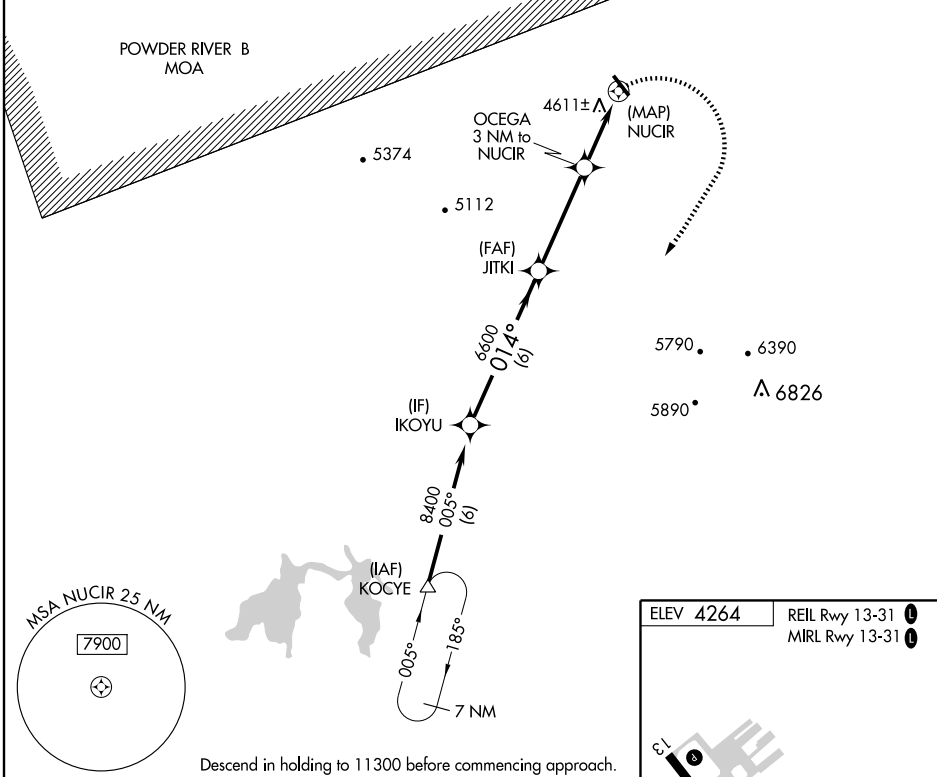 POWDER RIVER B
MOA
4611±
(MAP)
NUCIR
OCEGA
3 NM to
NUCIR
5374
5112
(FAF)
JITKI
6600
014°
(6)
5790
6390
6826
5890
(IF)
IKOYU
8400
005°
(6)
(IAF)
KOCYE
005°
185°
7 NM
MSA NUCIR 25 NM
7900
Descend in holding to 11300 before commencing approach.
ELEV 4264
REIL Rwy 13-31 L
MIRL Rwy 13-31 L
13
P